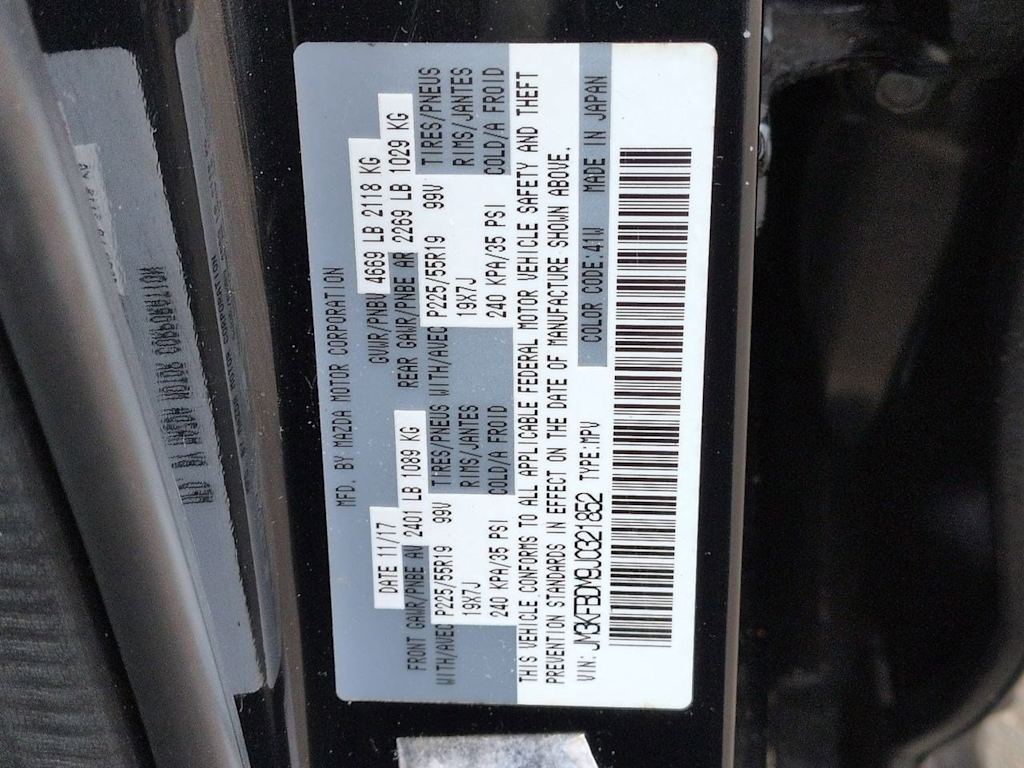 MFD. BY MAZDA MOTOR CORPORATION
DATE 11/17 GVWR/PNBV 4669 LB 2118 KG
FRONT GAWR/PNBE AV 2401 LB 1089 KG REAR GAWR/PNBE AR 2269 LB 1029 KG
WITH/AVEC P225/55R19 99V TIRES/PNEUS WITH/AVEC P225/55R19 99V TIRES/PNEUS
19X7J RIMS/JANTES 19X7J RIMS/JANTES
240 KPA/35 PSI COLD/A FROID 240 KPA/35 PSI COLD/A FROID
THIS VEHICLE CONFORMS TO ALL APPLICABLE FEDERAL MOTOR VEHICLE SAFETY AND THEFT
PREVENTION STANDARDS IN EFFECT ON THE DATE OF MANUFACTURE SHOWN ABOVE.
VIN: JM3KFBDM9J0321852 TYPE:MPV COLOR CODE:41W MADE IN JAPAN